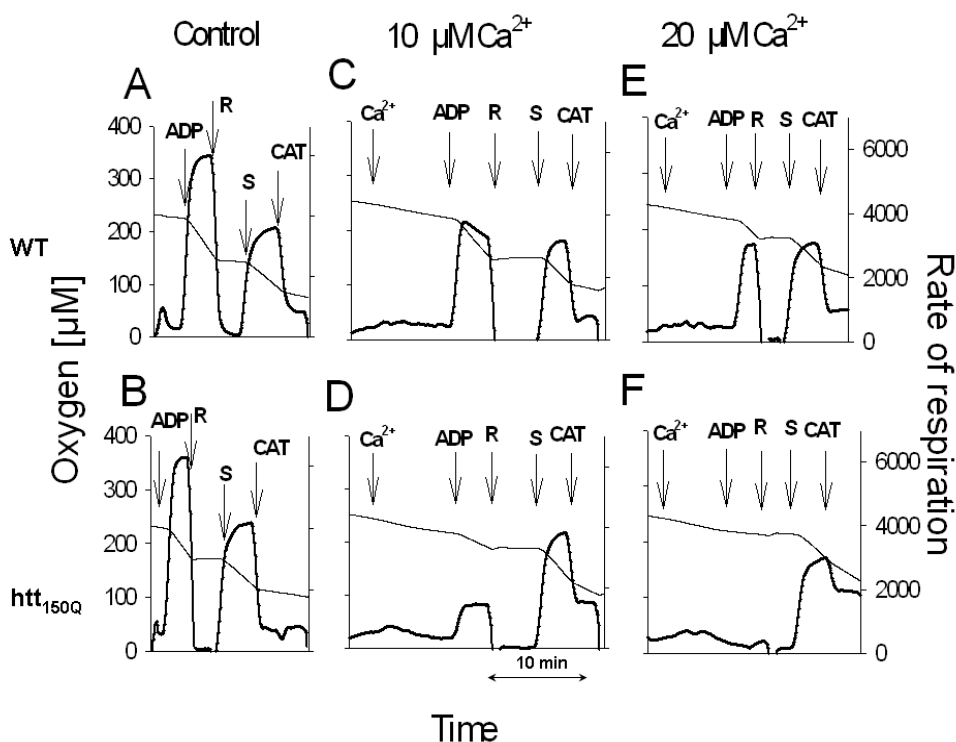 Control
10 µM Ca²⁺
20 µM Ca²⁺
A
ADP
R
S
CAT
400
300
200
100
0
C
Ca²⁺
ADP
R
S
CAT
E
Ca²⁺
ADP
R
S
CAT
6000
4000
2000
0
WT
Oxygen [µM]
Rate of respiration
B
ADP
R
S
CAT
400
300
200
100
0
D
Ca²⁺
ADP
R
S
CAT
10 min
F
Ca²⁺
ADP
R
S
CAT
6000
4000
2000
0
htt150Q
Time